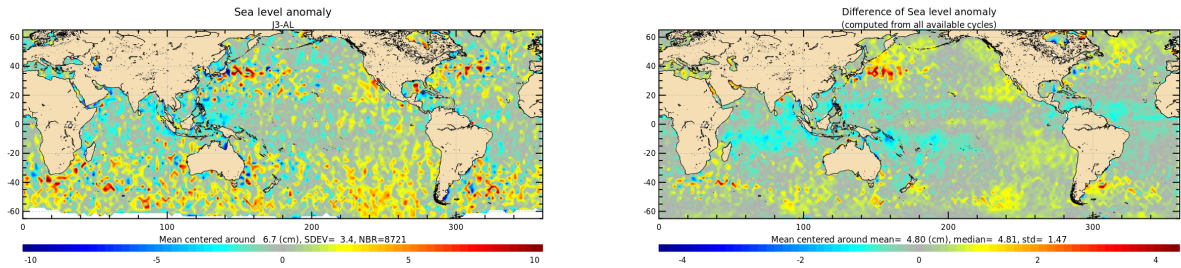 Sea level anomaly
J3-AL
60
40
20
0
-20
-40
-60
0 100 200 300
6.7 (cm), SDEV= 3.4, NBR=8721
-10 -5 0 5 10
Difference of Sea level anomaly
(computed from all available cycles)
60
40
20
0
-20
-40
-60
0 100 200 300
Mean centered around mean= 4.80 (cm), median= 4.81, std= 1.47
-4 -2 0 2 4